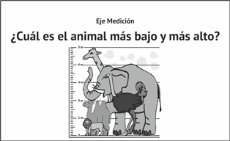 Eje Medición
¿Cuál es el animal más bajo y más alto?